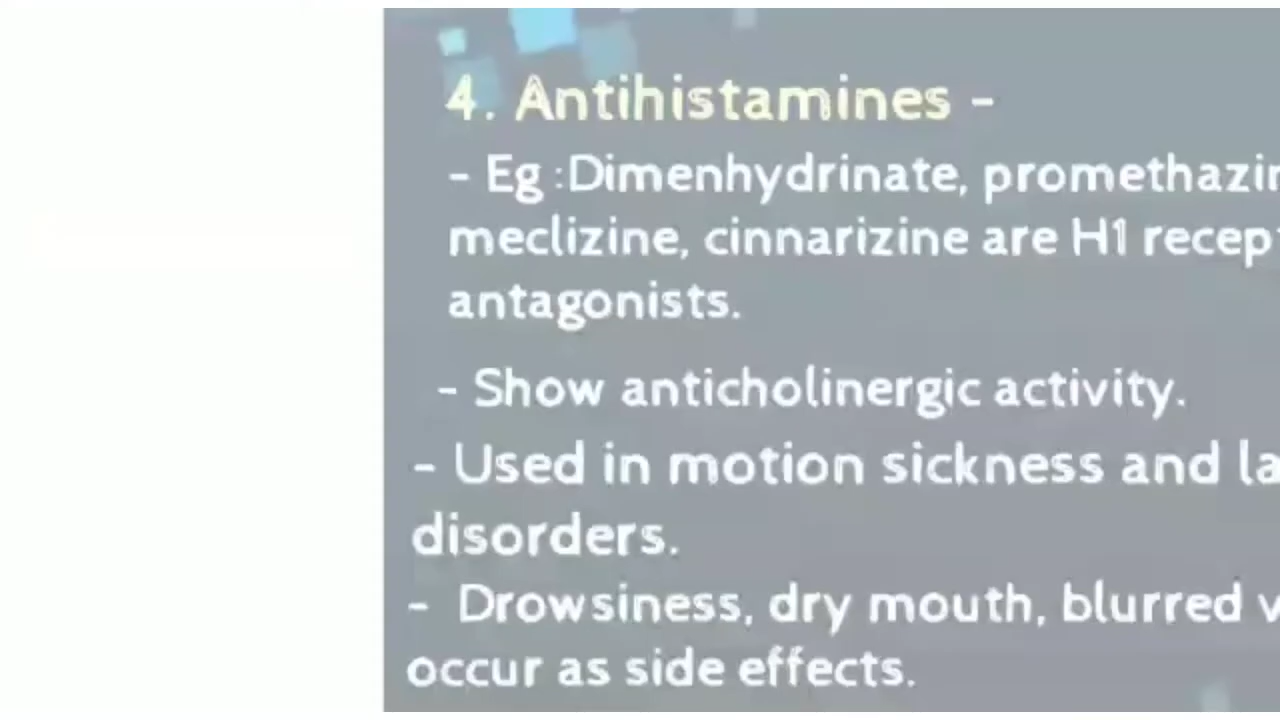 4. Antihistamines -
- Eg :Dimenhydrinate, promethazin
meclizine, cinnarizine are H1 recep
antagonists.
- Show anticholinergic activity.
- Used in motion sickness and la
disorders.
- Drowsiness, dry mouth, blurred v
occur as side effects.